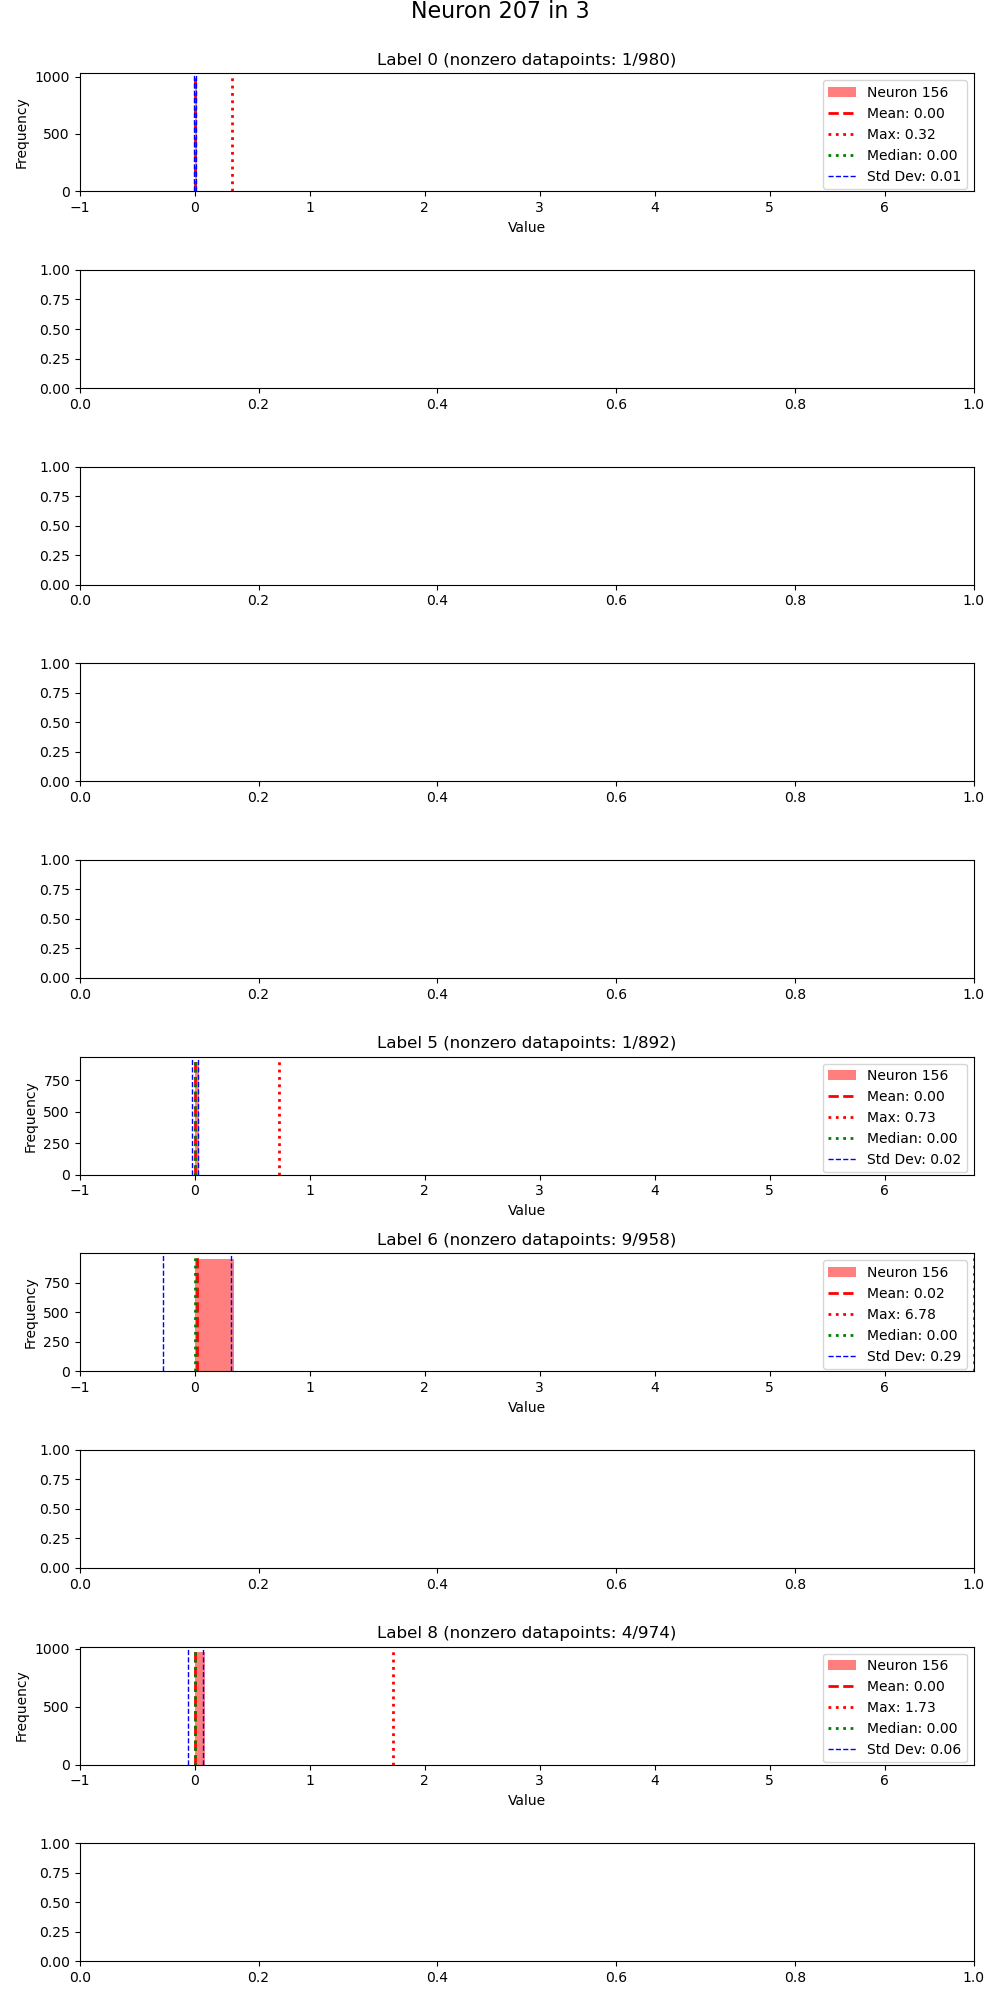 Neuron 207 in 3
Label 0 (nonzero datapoints: 1/980)
Frequency
1000
500
0
Neuron 156
Mean: 0.00
Max: 0.32
Median: 0.00
Std Dev: 0.01
−1 0 1 2 3 4 5 6
Value
1.00
0.75
0.50
0.25
0.00
0.0 0.2 0.4 0.6 0.8 1.0
1.00
0.75
0.50
0.25
0.00
0.0 0.2 0.4 0.6 0.8 1.0
1.00
0.75
0.50
0.25
0.00
0.0 0.2 0.4 0.6 0.8 1.0
1.00
0.75
0.50
0.25
0.00
0.0 0.2 0.4 0.6 0.8 1.0
Label 5 (nonzero datapoints: 1/892)
Frequency
750
500
250
0
Neuron 156
Mean: 0.00
Max: 0.73
Median: 0.00
Std Dev: 0.02
−1 0 1 2 3 4 5 6
Value
Label 6 (nonzero datapoints: 9/958)
Frequency
750
500
250
0
Neuron 156
Mean: 0.02
Max: 6.78
Median: 0.00
Std Dev: 0.29
−1 0 1 2 3 4 5 6
Value
1.00
0.75
0.50
0.25
0.00
0.0 0.2 0.4 0.6 0.8 1.0
Label 8 (nonzero datapoints: 4/974)
Frequency
1000
500
0
Neuron 156
Mean: 0.00
Max: 1.73
Median: 0.00
Std Dev: 0.06
−1 0 1 2 3 4 5 6
Value
1.00
0.75
0.50
0.25
0.00
0.0 0.2 0.4 0.6 0.8 1.0